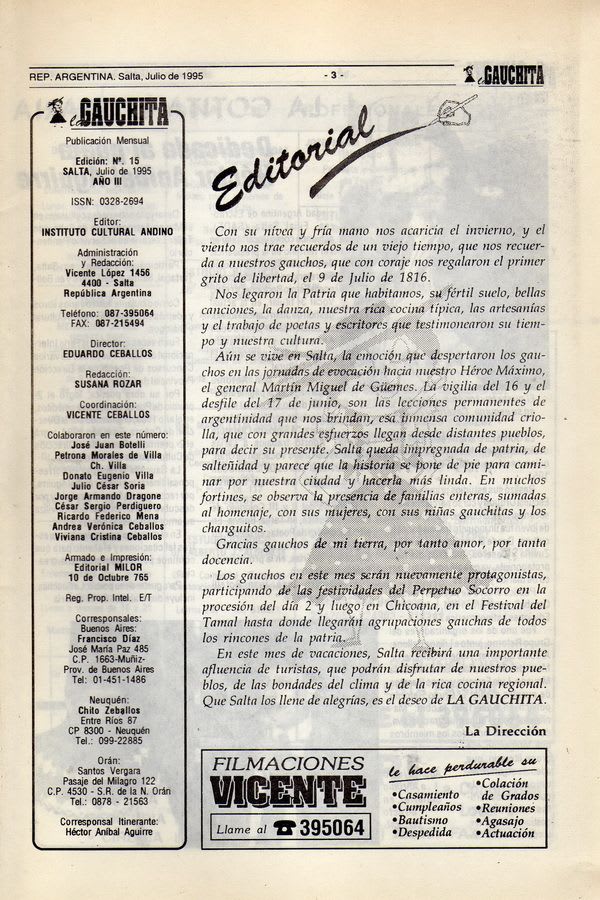 REP. ARGENTINA. Salta, Julio de 1995
- 3 -
la GAUCHITA
la GAUCHITA
Publicación Mensual
Edición: Nº. 15
SALTA, Julio de 1995
AÑO III
ISSN: 0328-2694
Editor:
INSTITUTO CULTURAL ANDINO
Administración
y Redacción:
Vicente López 1456
4400 - Salta
República Argentina
Teléfono: 087-395064
FAX: 087-215494
Director:
EDUARDO CEBALLOS
Redacción:
SUSANA ROZAR
Coordinación:
VICENTE CEBALLOS
Colaboraron en este número:
José Juan Botelli
Petrona Morales de Villa
Ch. Villa
Donato Eugenio Villa
Julio César Soria
Jorge Armando Dragone
César Sergio Perdiguero
Ricardo Federico Mena
Andrea Verónica Ceballos
Viviana Cristina Ceballos
Armado e Impresión:
Editorial MILOR
10 de Octubre 765
Reg. Prop. Intel. E/T
Corresponsales:
Buenos Aires:
Francisco Díaz
José María Paz 485
C.P. 1663-Muñiz-
Prov. de Buenos Aires
Tel: 01-451-1486
Neuquén:
Chito Zeballos
Entre Ríos 87
CP 8300 - Neuquén
Tel.: 099-22885
Orán:
Santos Vergara
Pasaje del Milagro 122
C.P. 4530 - S.R. de la N. Orán
Tel.: 0878 - 21563
Corresponsal Itinerante:
Héctor Aníbal Aguirre
Editorial
Con su nívea y fría mano nos acaricia el invierno, y el
viento nos trae recuerdos de un viejo tiempo, que nos recuer-
da a nuestros gauchos, que con coraje nos regalaron el primer
grito de libertad, el 9 de Julio de 1816.
Nos legaron la Patria que habitamos, su fértil suelo, bellas
canciones, la danza, nuestra rica cocina típica, las artesanías
y el trabajo de poetas y escritores que testimonearon su tiem-
po y nuestra cultura.
Aún se vive en Salta, la emoción que despertaron los gau-
chos en las jornadas de evocación hacia nuestro Héroe Máximo,
el general Martín Miguel de Güemes. La vigilia del 16 y el
desfile del 17 de junio, son las lecciones permanentes de
argentinidad que nos brindan, esa inmensa comunidad crio-
lla, que con grandes esfuerzos llegan desde distantes pueblos,
para decir su presente. Salta queda impregnada de patria, de
salteñidad y parece que la historia se pone de pie para cami-
nar por nuestra ciudad y hacerla más linda. En muchos
fortines, se observa la presencia de familias enteras, sumadas
al homenaje, con sus mujeres, con sus niñas gauchitas y los
changuitos.
Gracias gauchos de mi tierra, por tanto amor, por tanta
docencia.
Los gauchos en este mes serán nuevamente protagonistas,
participando de las festividades del Perpetuo Socorro en la
procesión del día 2 y luego en Chicoana, en el Festival del
Tamal hasta donde llegarán agrupaciones gauchas de todos
los rincones de la patria.
En este mes de vacaciones, Salta recibirá una importante
afluencia de turistas, que podrán disfrutar de nuestros pue-
blos, de las bondades del clima y de la rica cocina regional.
Que Salta los llene de alegrías, es el deseo de LA GAUCHITA.
La Dirección
FILMACIONES
VICENTE
Llame al ☎ 395064
le hace perdurable su
•Casamiento
•Cumpleaños
•Bautismo
•Despedida
•Colación
de Grados
•Reuniones
•Agasajo
•Actuación